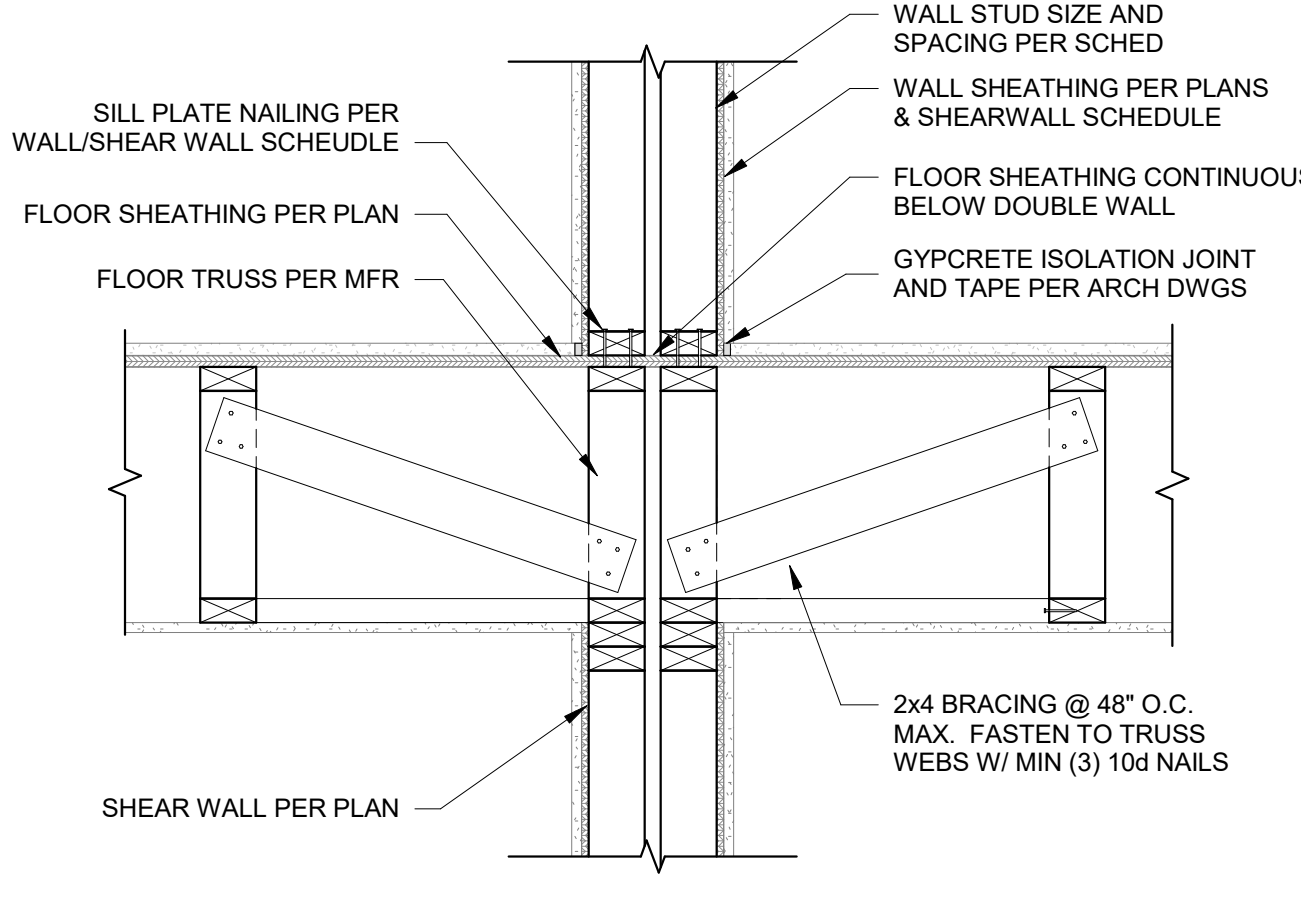 WALL STUD SIZE AND
SPACING PER SCHED
WALL SHEATHING PER PLANS
& SHEARWALL SCHEDULE
SILL PLATE NAILING PER
WALL/SHEAR WALL SCHEUDLE
FLOOR SHEATHING CONTINUOUS
BELOW DOUBLE WALL
FLOOR SHEATHING PER PLAN
GYPCRETE ISOLATION JOINT
AND TAPE PER ARCH DWGS
FLOOR TRUSS PER MFR
2x4 BRACING @ 48" O.C.
MAX. FASTEN TO TRUSS
WEBS W/ MIN (3) 10d NAILS
SHEAR WALL PER PLAN